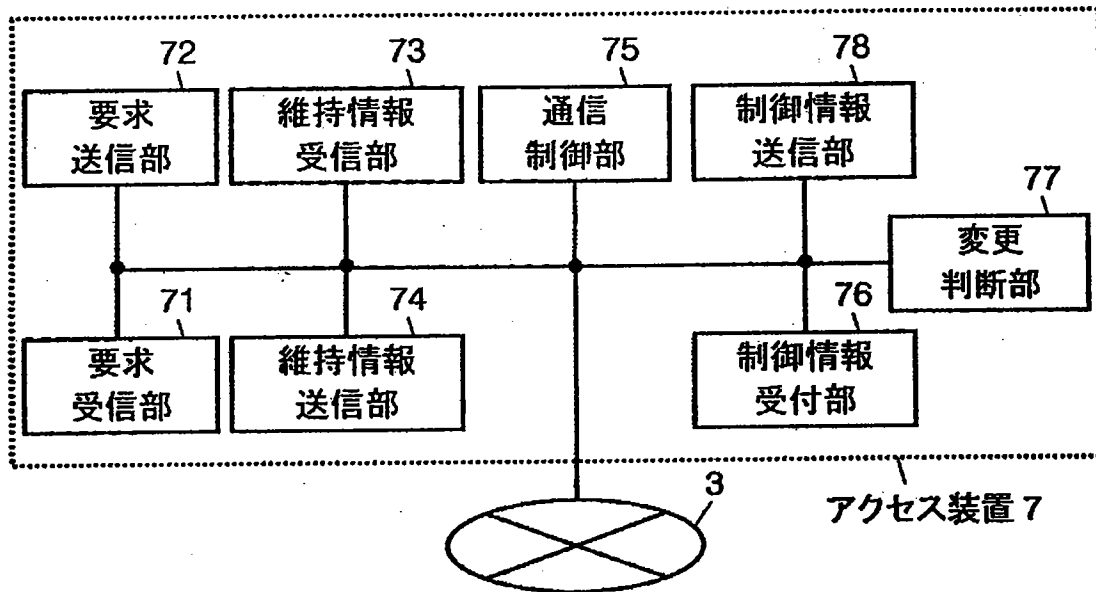 72
要求
送信部
73
維持情報
受信部
75
通信
制御部
78
制御情報
送信部
77
変更
判断部
71
要求
受信部
74
維持情報
送信部
76
制御情報
受付部
3
アクセス装置7